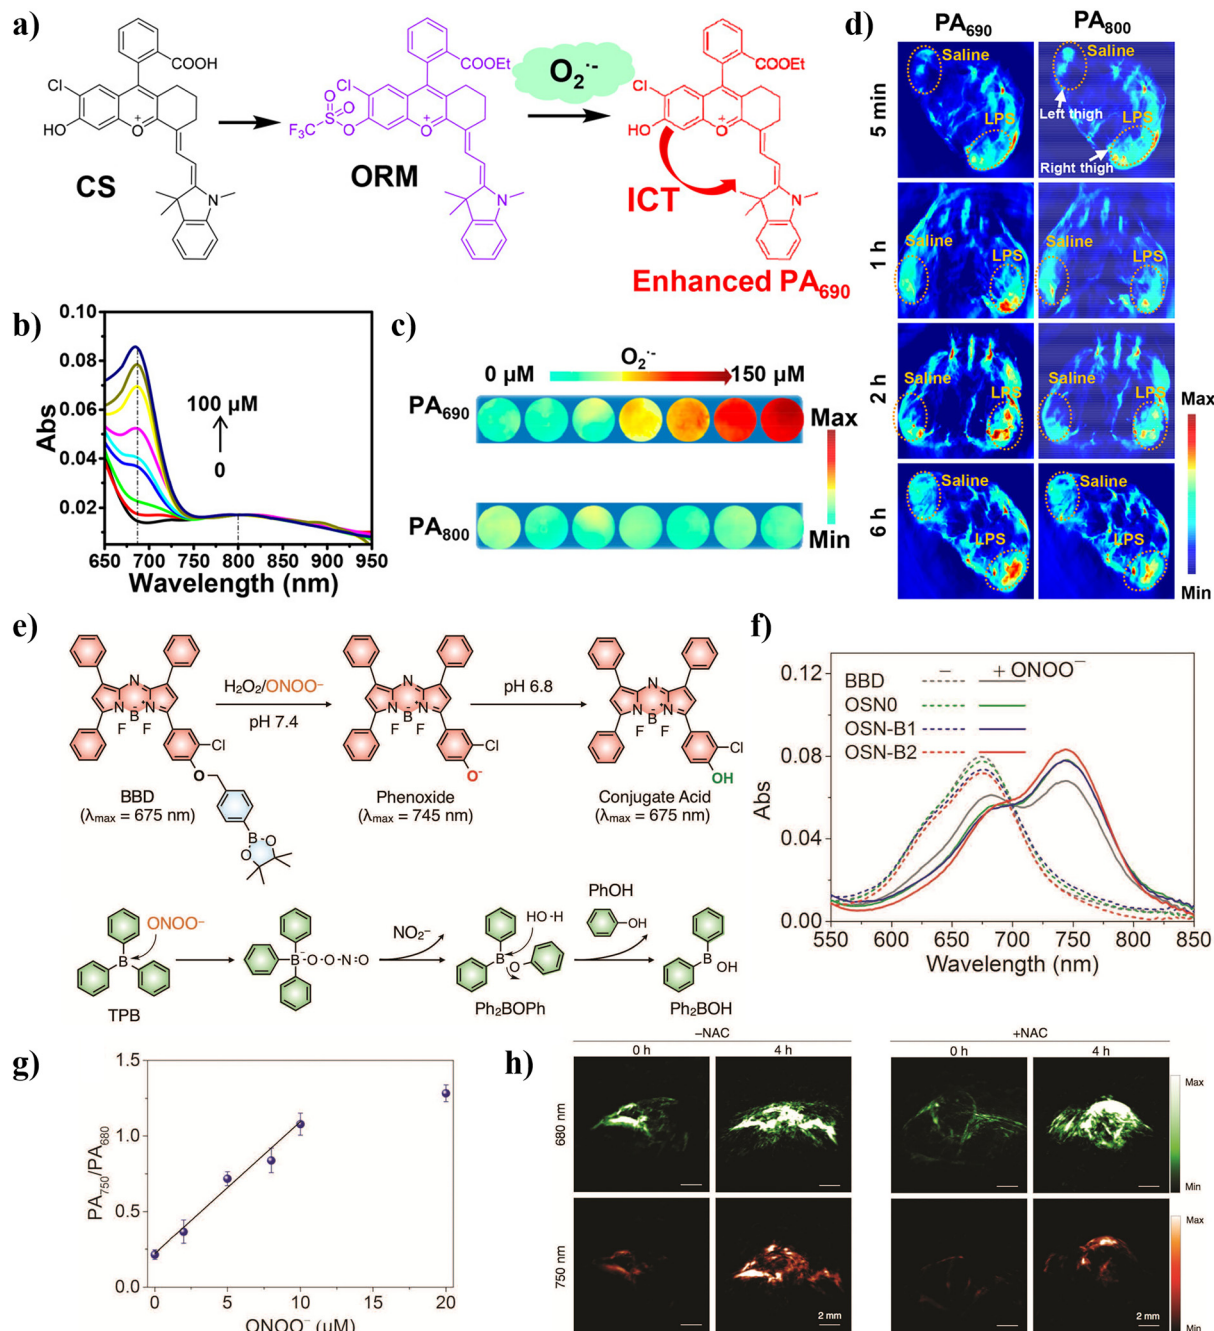 a)
COOH
Cl
HO
O
+
N
CS
COOEt
Cl
O
S
O
F₃C
O
O
+
N
ORM
O₂·⁻
COOEt
Cl
HO
O
+
N
ICT
Enhanced PA₆₉₀
b)
0.10
0.08
0.06
0.04
0.02
Abs
100 μM
0
650 700 750 800 850 900 950
Wavelength (nm)
c)
O₂·⁻
0 μM
150 μM
PA₆₉₀
PA₈₀₀
Max
Min
d)
PA₆₉₀
PA₈₀₀
5 min
Saline
LPS
Saline
Left thigh
LPS
Right thigh
1 h
Saline
LPS
Saline
LPS
2 h
Saline
LPS
Saline
LPS
6 h
Saline
LPS
Saline
LPS
Max
Min
e)
N
N
B
N
F
F
Cl
O
B
O
O
BBD
(λmax = 675 nm)
H₂O₂/ONOO⁻
pH 7.4
N
N
B
N
F
F
Cl
O⁻
Phenoxide
(λmax = 745 nm)
pH 6.8
N
N
B
N
F
F
Cl
OH
Conjugate Acid
(λmax = 675 nm)
ONOO⁻
B
TPB
B-O-O-N=O
NO₂⁻
HO-H
B
O
Ph₂BOPh
PhOH
OH
B
OH
Ph₂BOH
f)
− + ONOO⁻
BBD
OSN0
OSN-B1
OSN-B2
0.12
0.08
0.04
0.00
Abs
550 600 650 700 750 800 850
Wavelength (nm)
g)
1.5
1.0
0.5
0.0
PA₇₅₀/PA₆₈₀
0 5 10 15 20
ONOO⁻ (μM)
h)
–NAC
+NAC
0 h 4 h
0 h 4 h
680 nm
Max
Min
750 nm
2 mm
2 mm
Max
Min